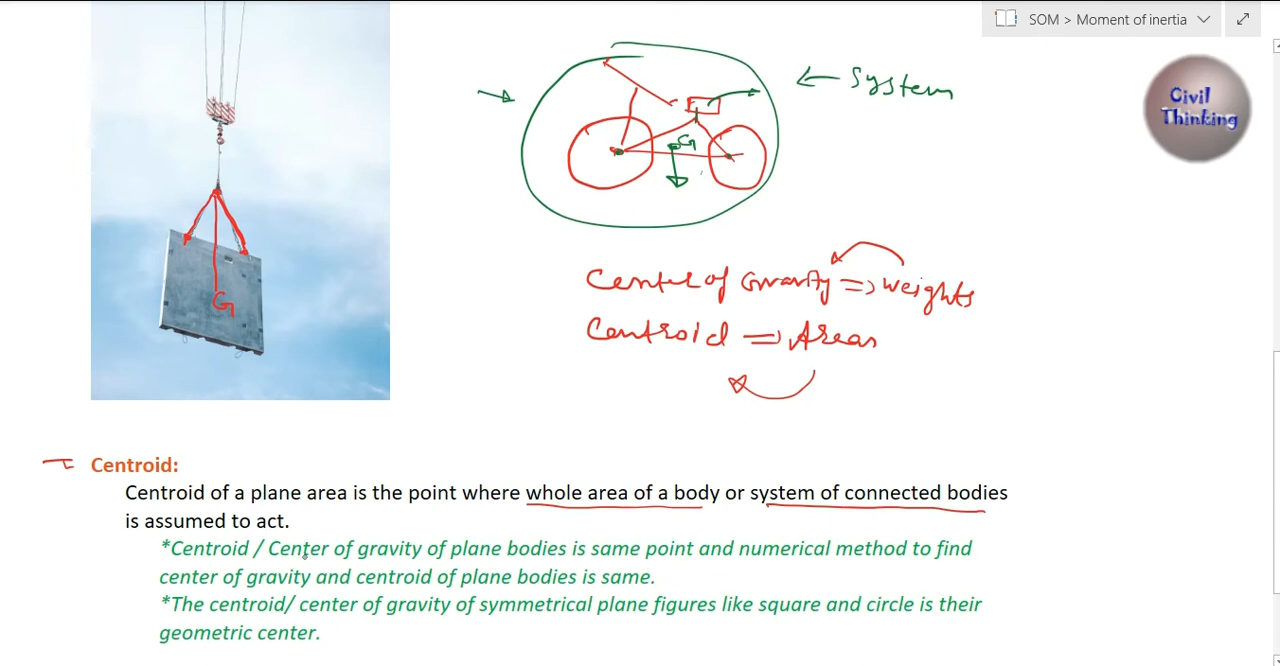 SOM > Moment of inertia
Civil
Thinking
← System
G
G
Center of Gravity => weights
Centroid => Areas
Centroid:
Centroid of a plane area is the point where whole area of a body or system of connected bodies
is assumed to act.
*Centroid / Center of gravity of plane bodies is same point and numerical method to find
center of gravity and centroid of plane bodies is same.
*The centroid/ center of gravity of symmetrical plane figures like square and circle is their
geometric center.